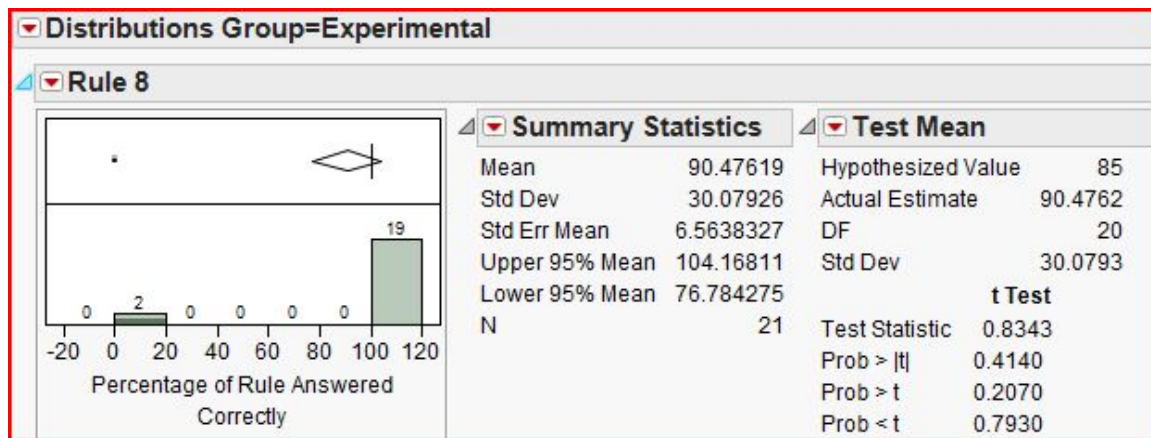 Distributions Group=Experimental
Rule 8
19
0 2 0 0 0 0
-20 0 20 40 60 80 100 120
Percentage of Rule Answered
Correctly
Summary Statistics
Mean 90.47619
Std Dev 30.07926
Std Err Mean 6.5638327
Upper 95% Mean 104.16811
Lower 95% Mean 76.784275
N 21
Test Mean
Hypothesized Value 85
Actual Estimate 90.4762
DF 20
Std Dev 30.0793
t Test
Test Statistic 0.8343
Prob > |t| 0.4140
Prob > t 0.2070
Prob < t 0.7930